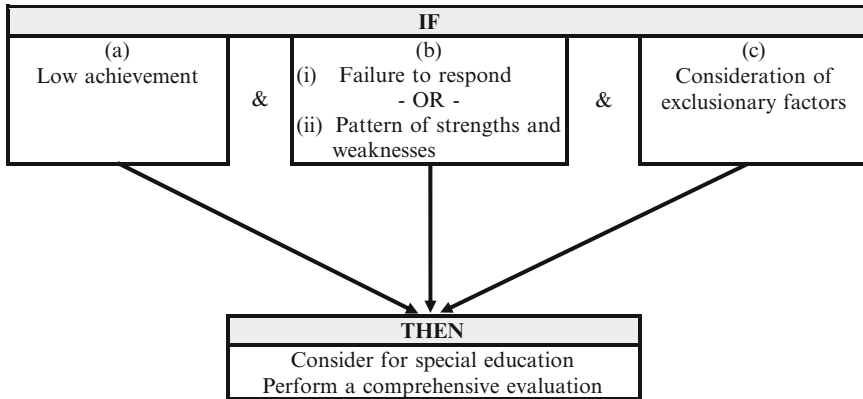 IF
(a)
Low achievement
&
(b)
(i) Failure to respond
- OR -
(ii) Pattern of strengths and
weaknesses
&
(c)
Consideration of
exclusionary factors
THEN
Consider for special education
Perform a comprehensive evaluation